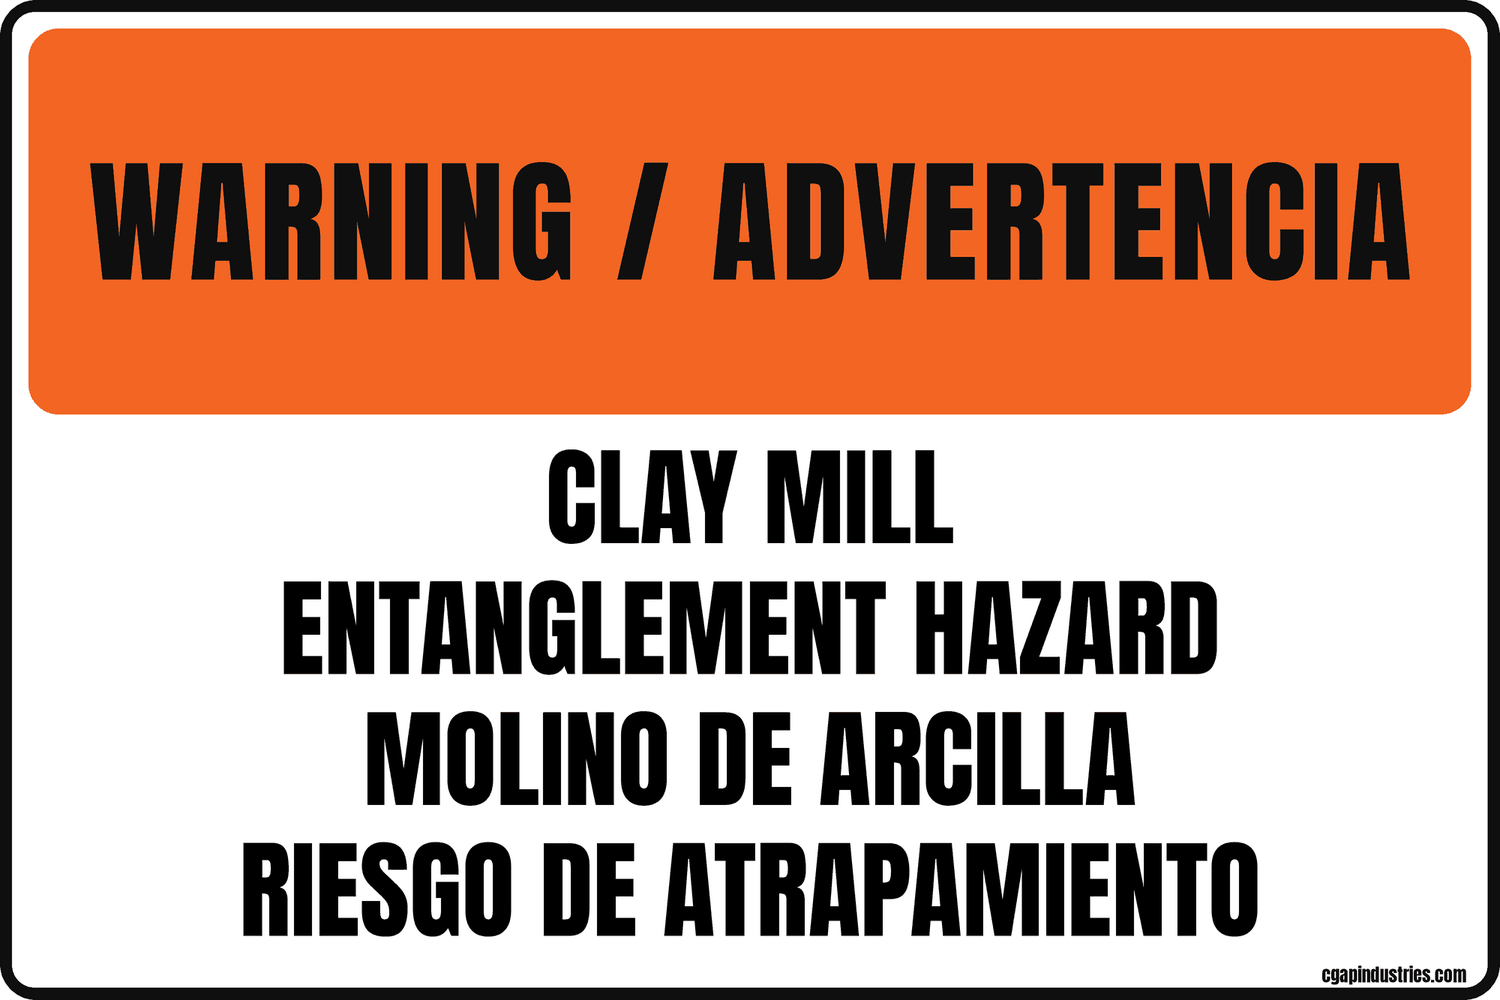 WARNING / ADVERTENCIA
CLAY MILL
ENTANGLEMENT HAZARD
MOLINO DE ARCILLA
RIESGO DE ATRAPAMIENTO
cgapindustries.com